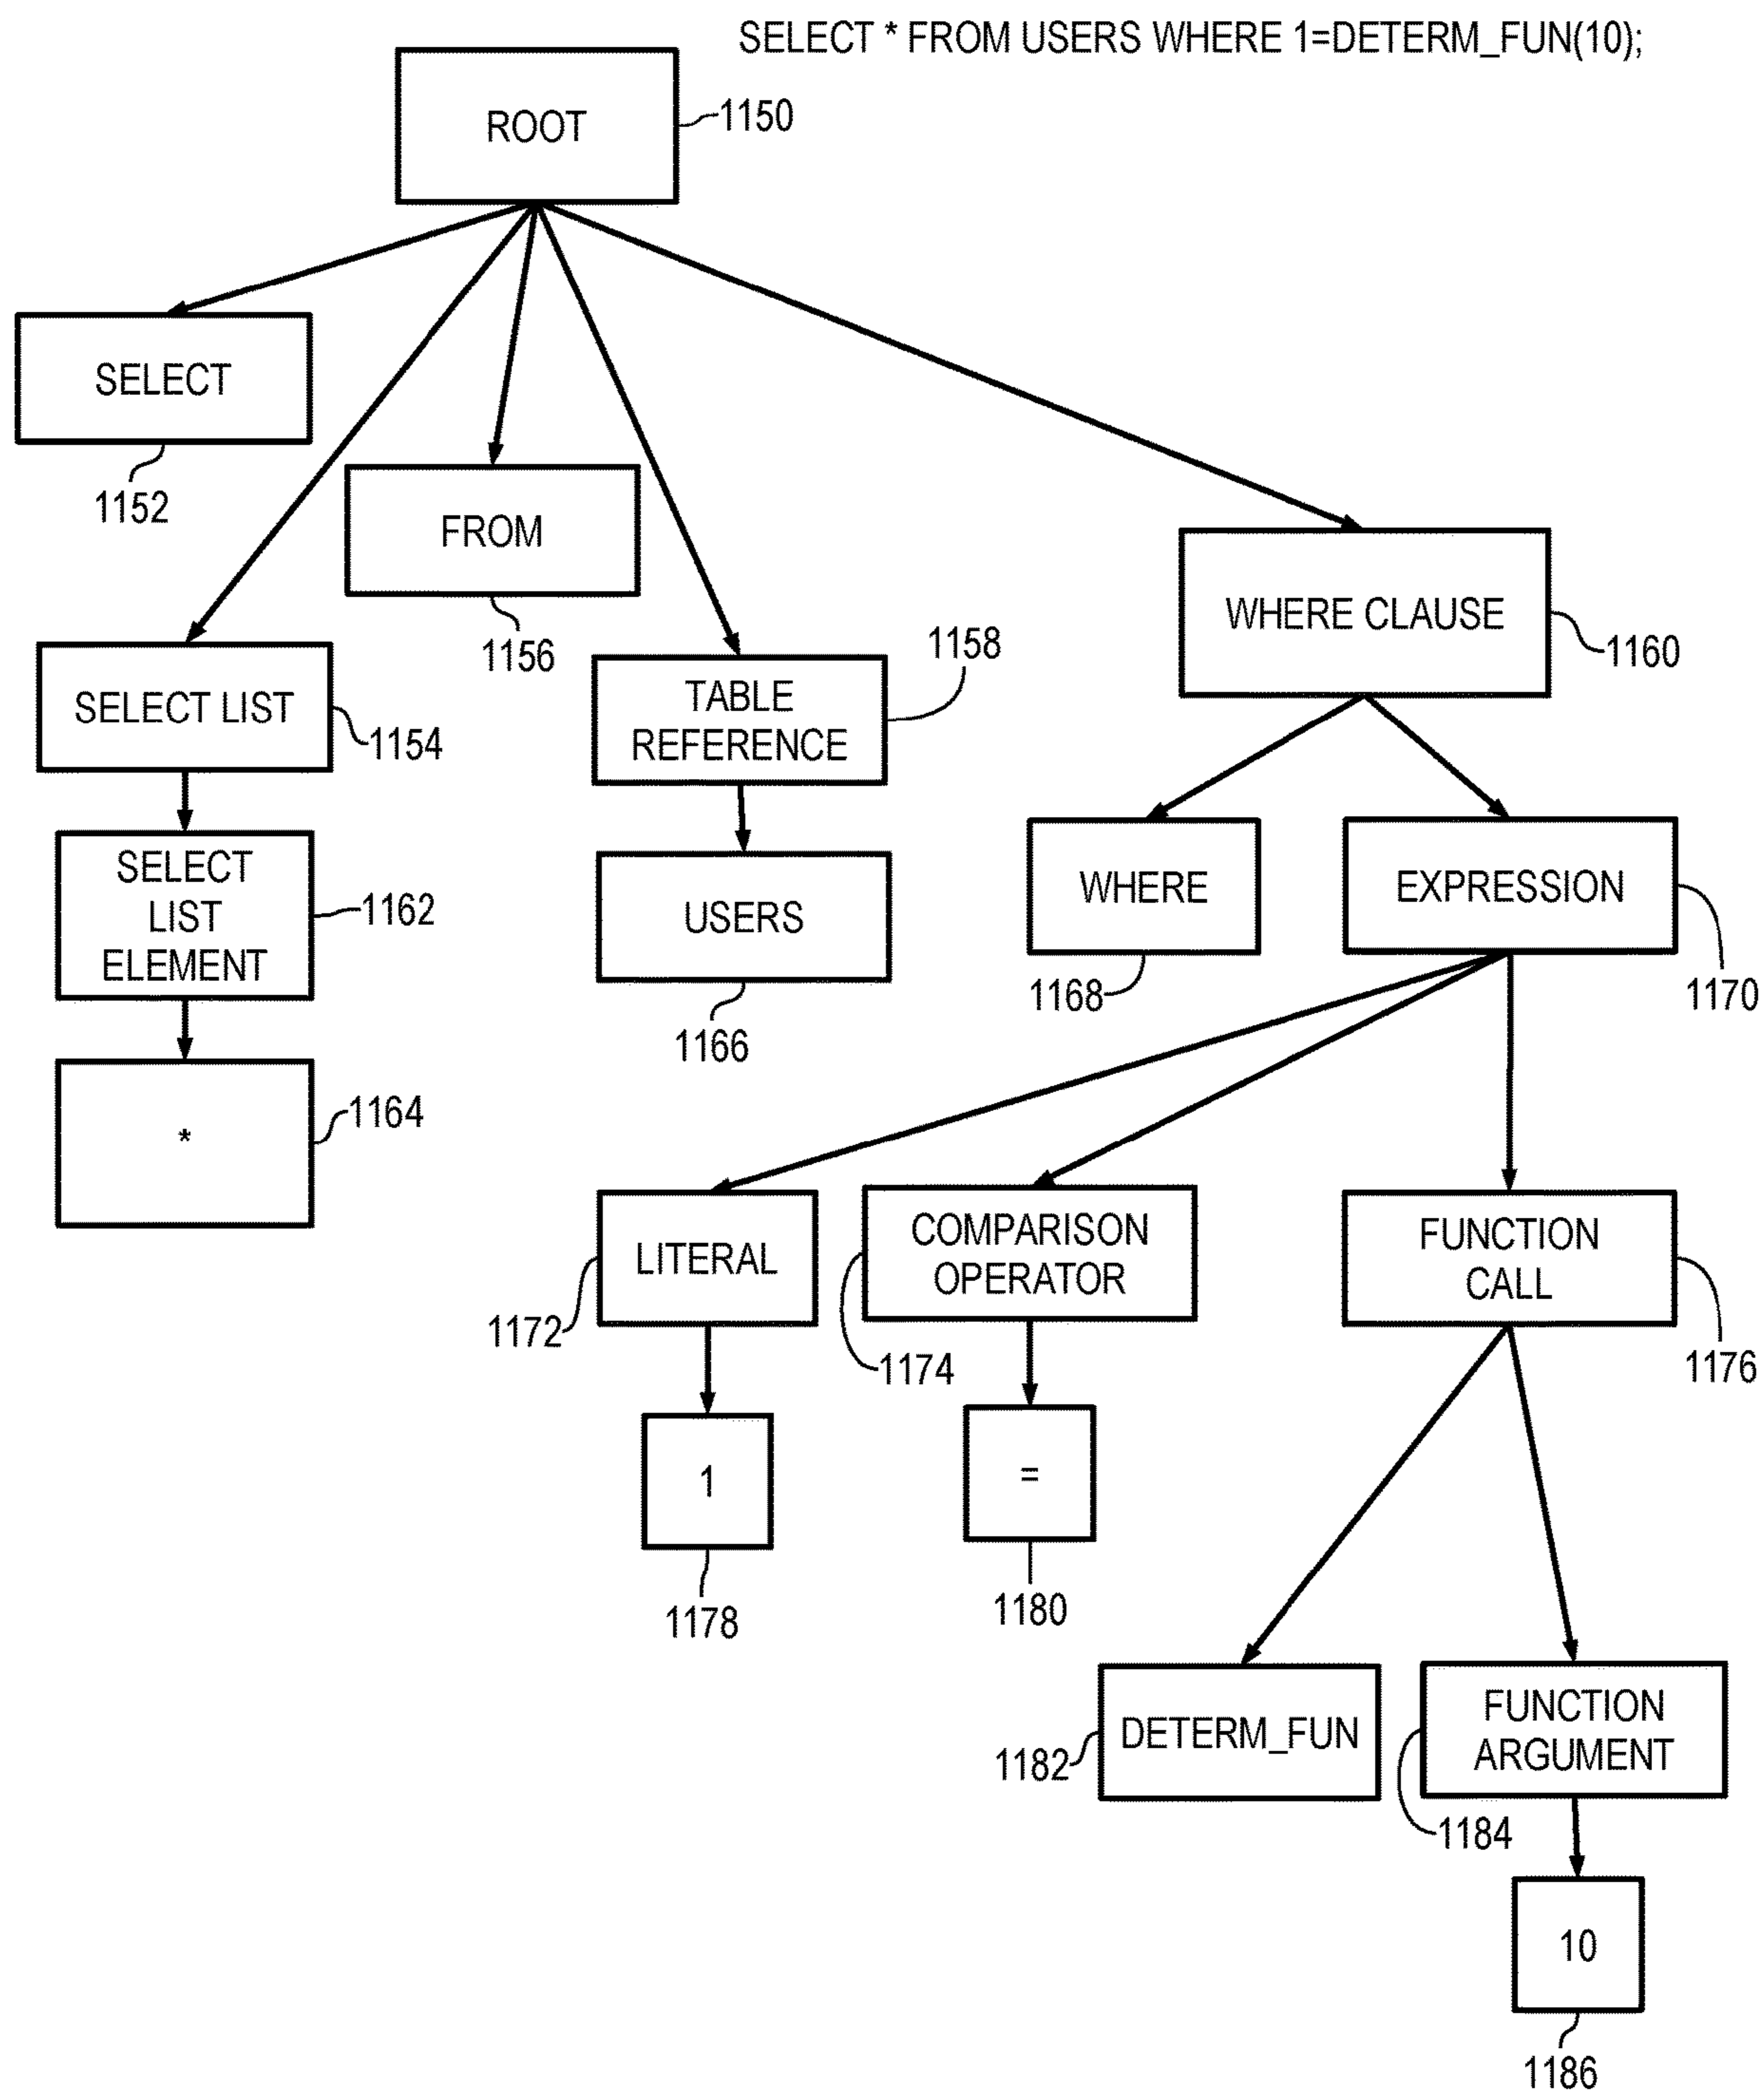 SELECT * FROM USERS WHERE 1=DETERM_FUN(10);
ROOT
1150
SELECT
1152
FROM
1156
WHERE CLAUSE
1160
SELECT LIST
1154
TABLE
REFERENCE
1158
SELECT
LIST
ELEMENT
1162
USERS
1166
WHERE
1168
EXPRESSION
1170
*
1164
LITERAL
1172
COMPARISON
OPERATOR
1174
FUNCTION
CALL
1176
1
1178
=
1180
DETERM_FUN
1182
FUNCTION
ARGUMENT
1184
10
1186